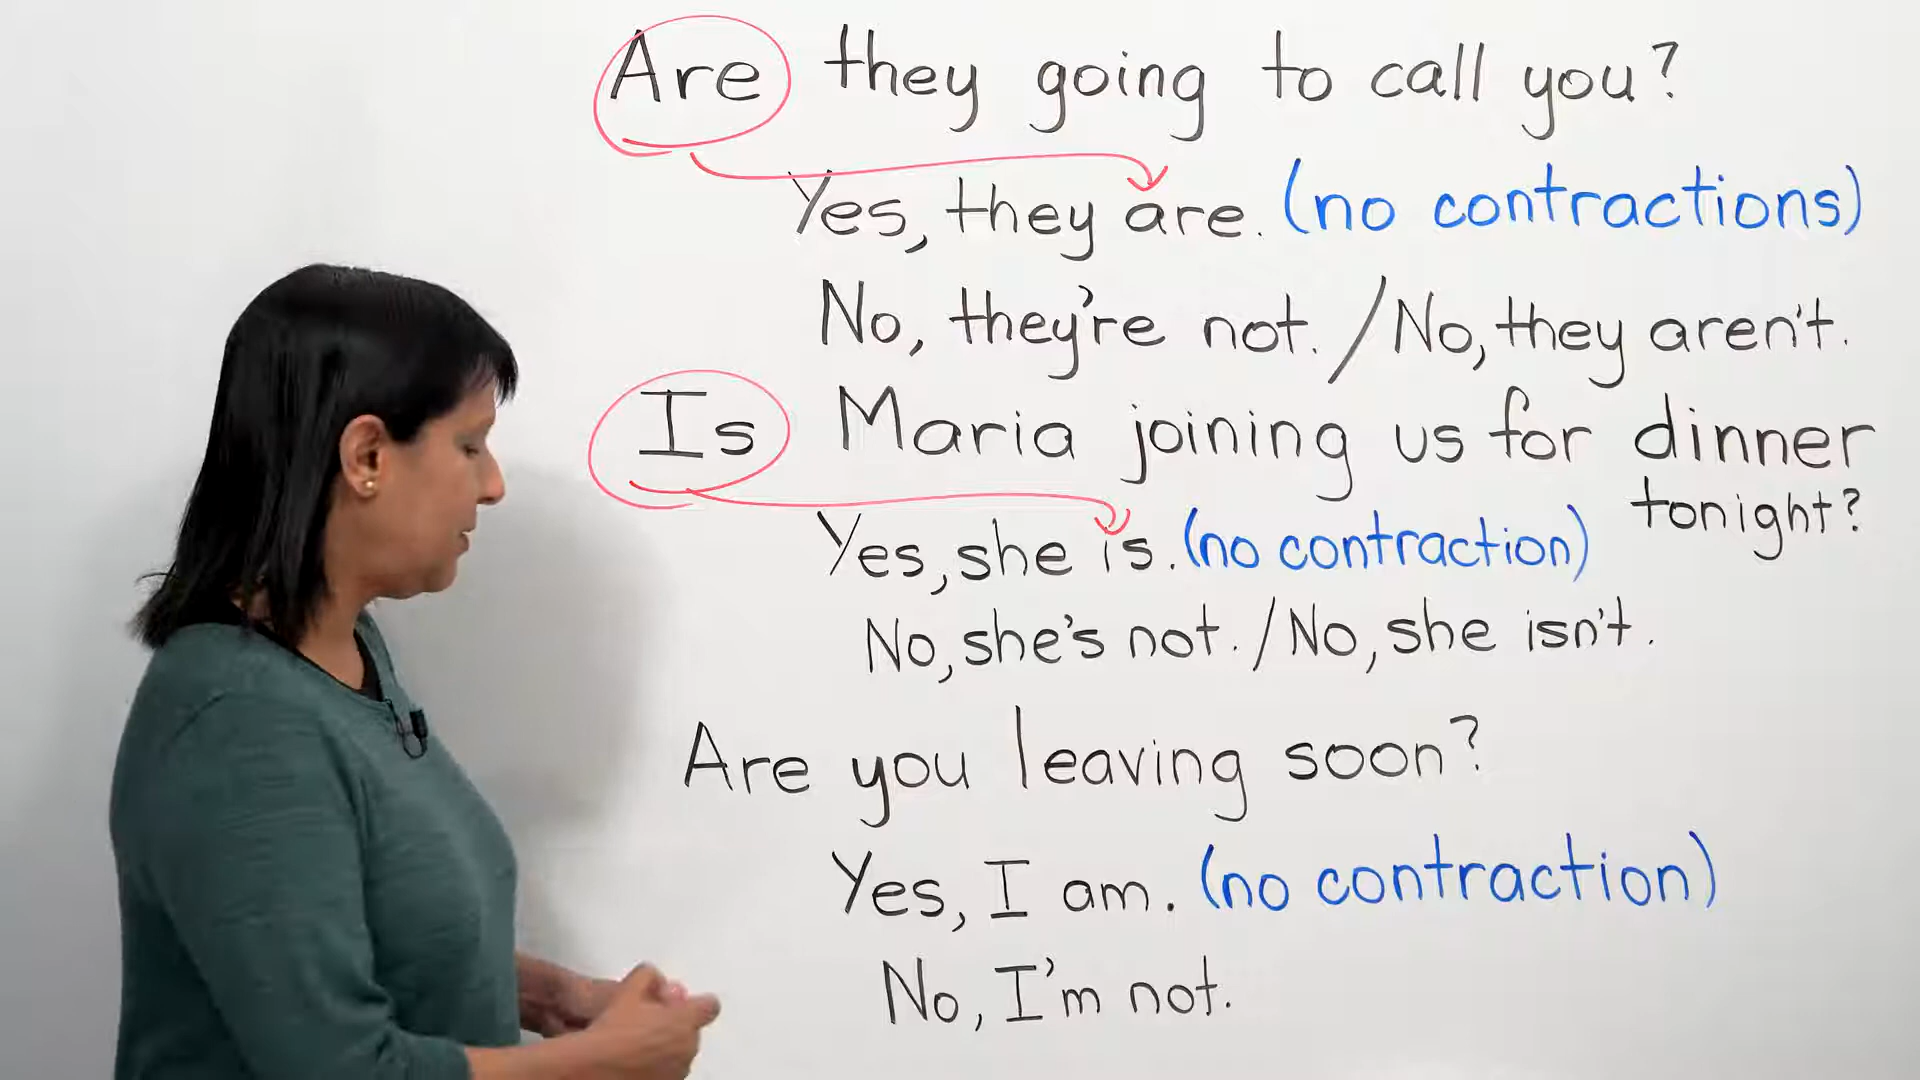 Are they going to call you?
Yes, they are. (no contractions)
No, they're not. / No, they aren't.
Is Maria joining us for dinner
tonight?
Yes, she is. (no contraction)
No, she's not. / No, she isn't.
Are you leaving soon?
Yes, I am. (no contraction)
No, I'm not.